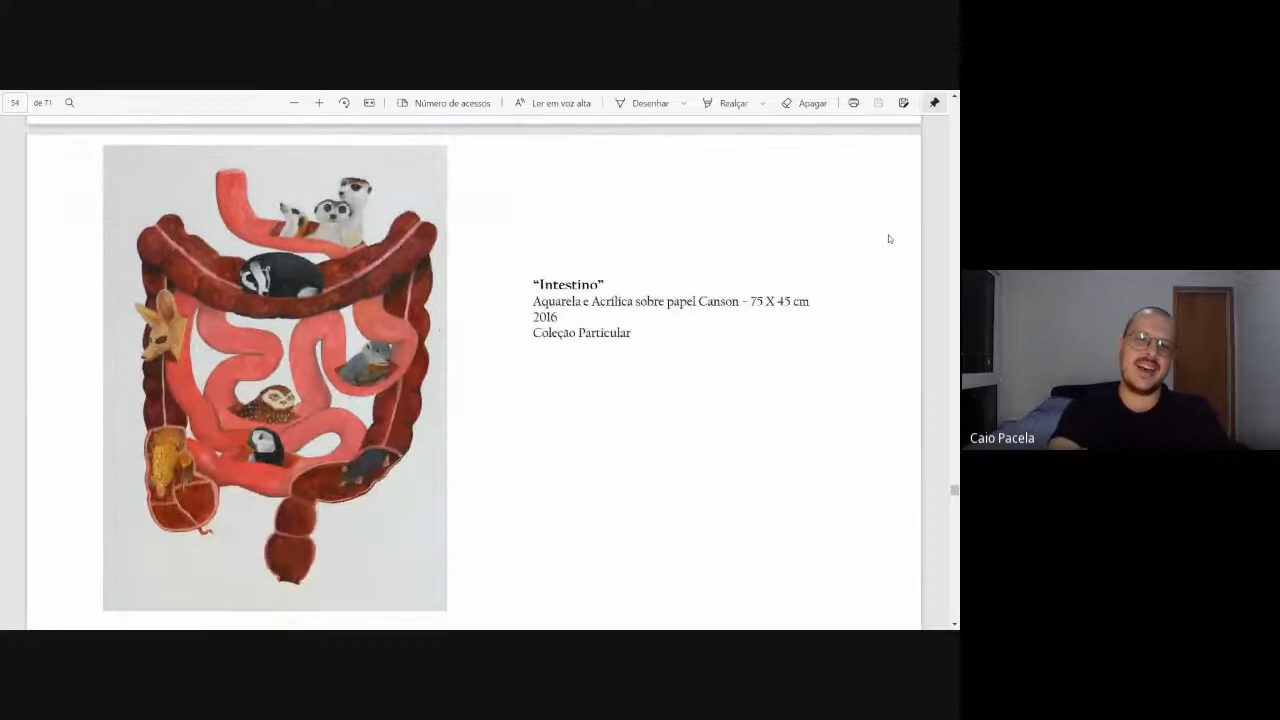 54 de 71
Número de acessos
Ler em voz alta
Desenhar
Realçar
Apagar
“Intestino”
Aquarela e Acrílica sobre papel Canson - 75 X 45 cm
2016
Coleção Particular
Caio Pacela